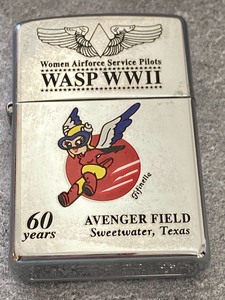 Women Airforce Service Pilots
WASP WWII
Fifinella
60
years
AVENGER FIELD
Sweetwater, Texas